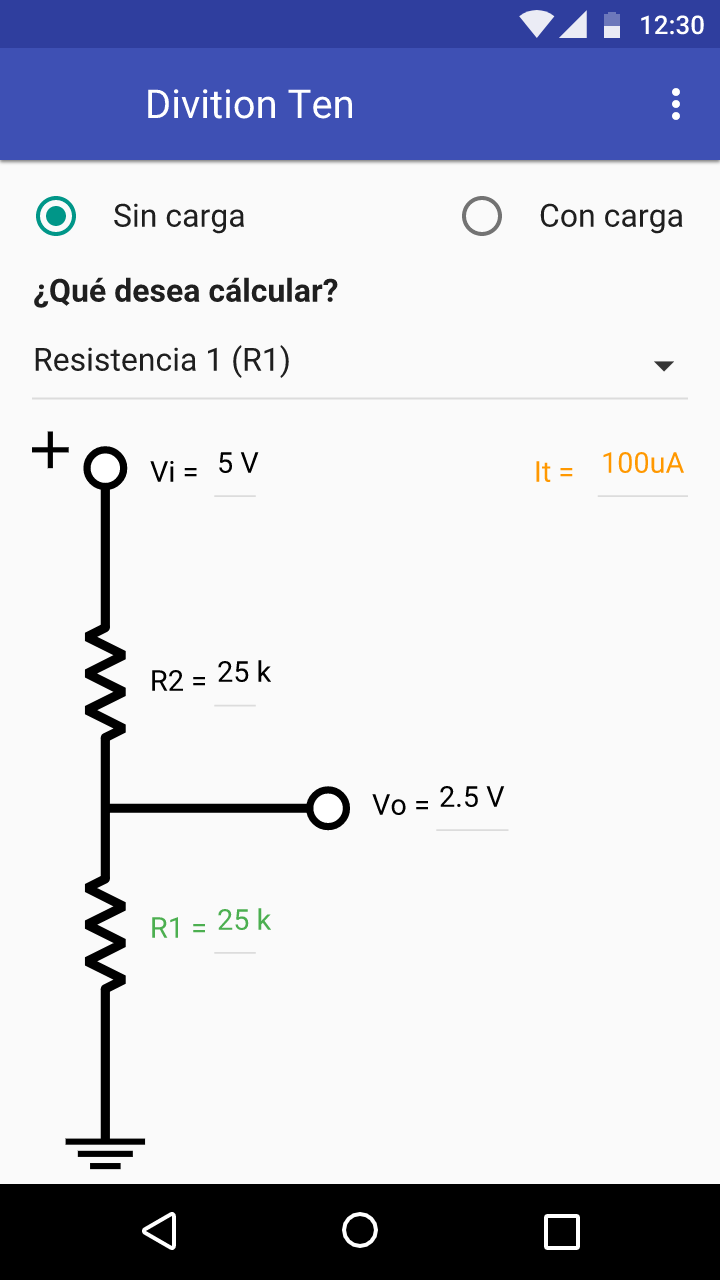 12:30
Divition Ten
Sin carga Con carga
¿Qué desea cálcular?
Resistencia 1 (R1)
+ Vi = 5 V It = 100uA
R2 = 25 k
Vo = 2.5 V
R1 = 25 k